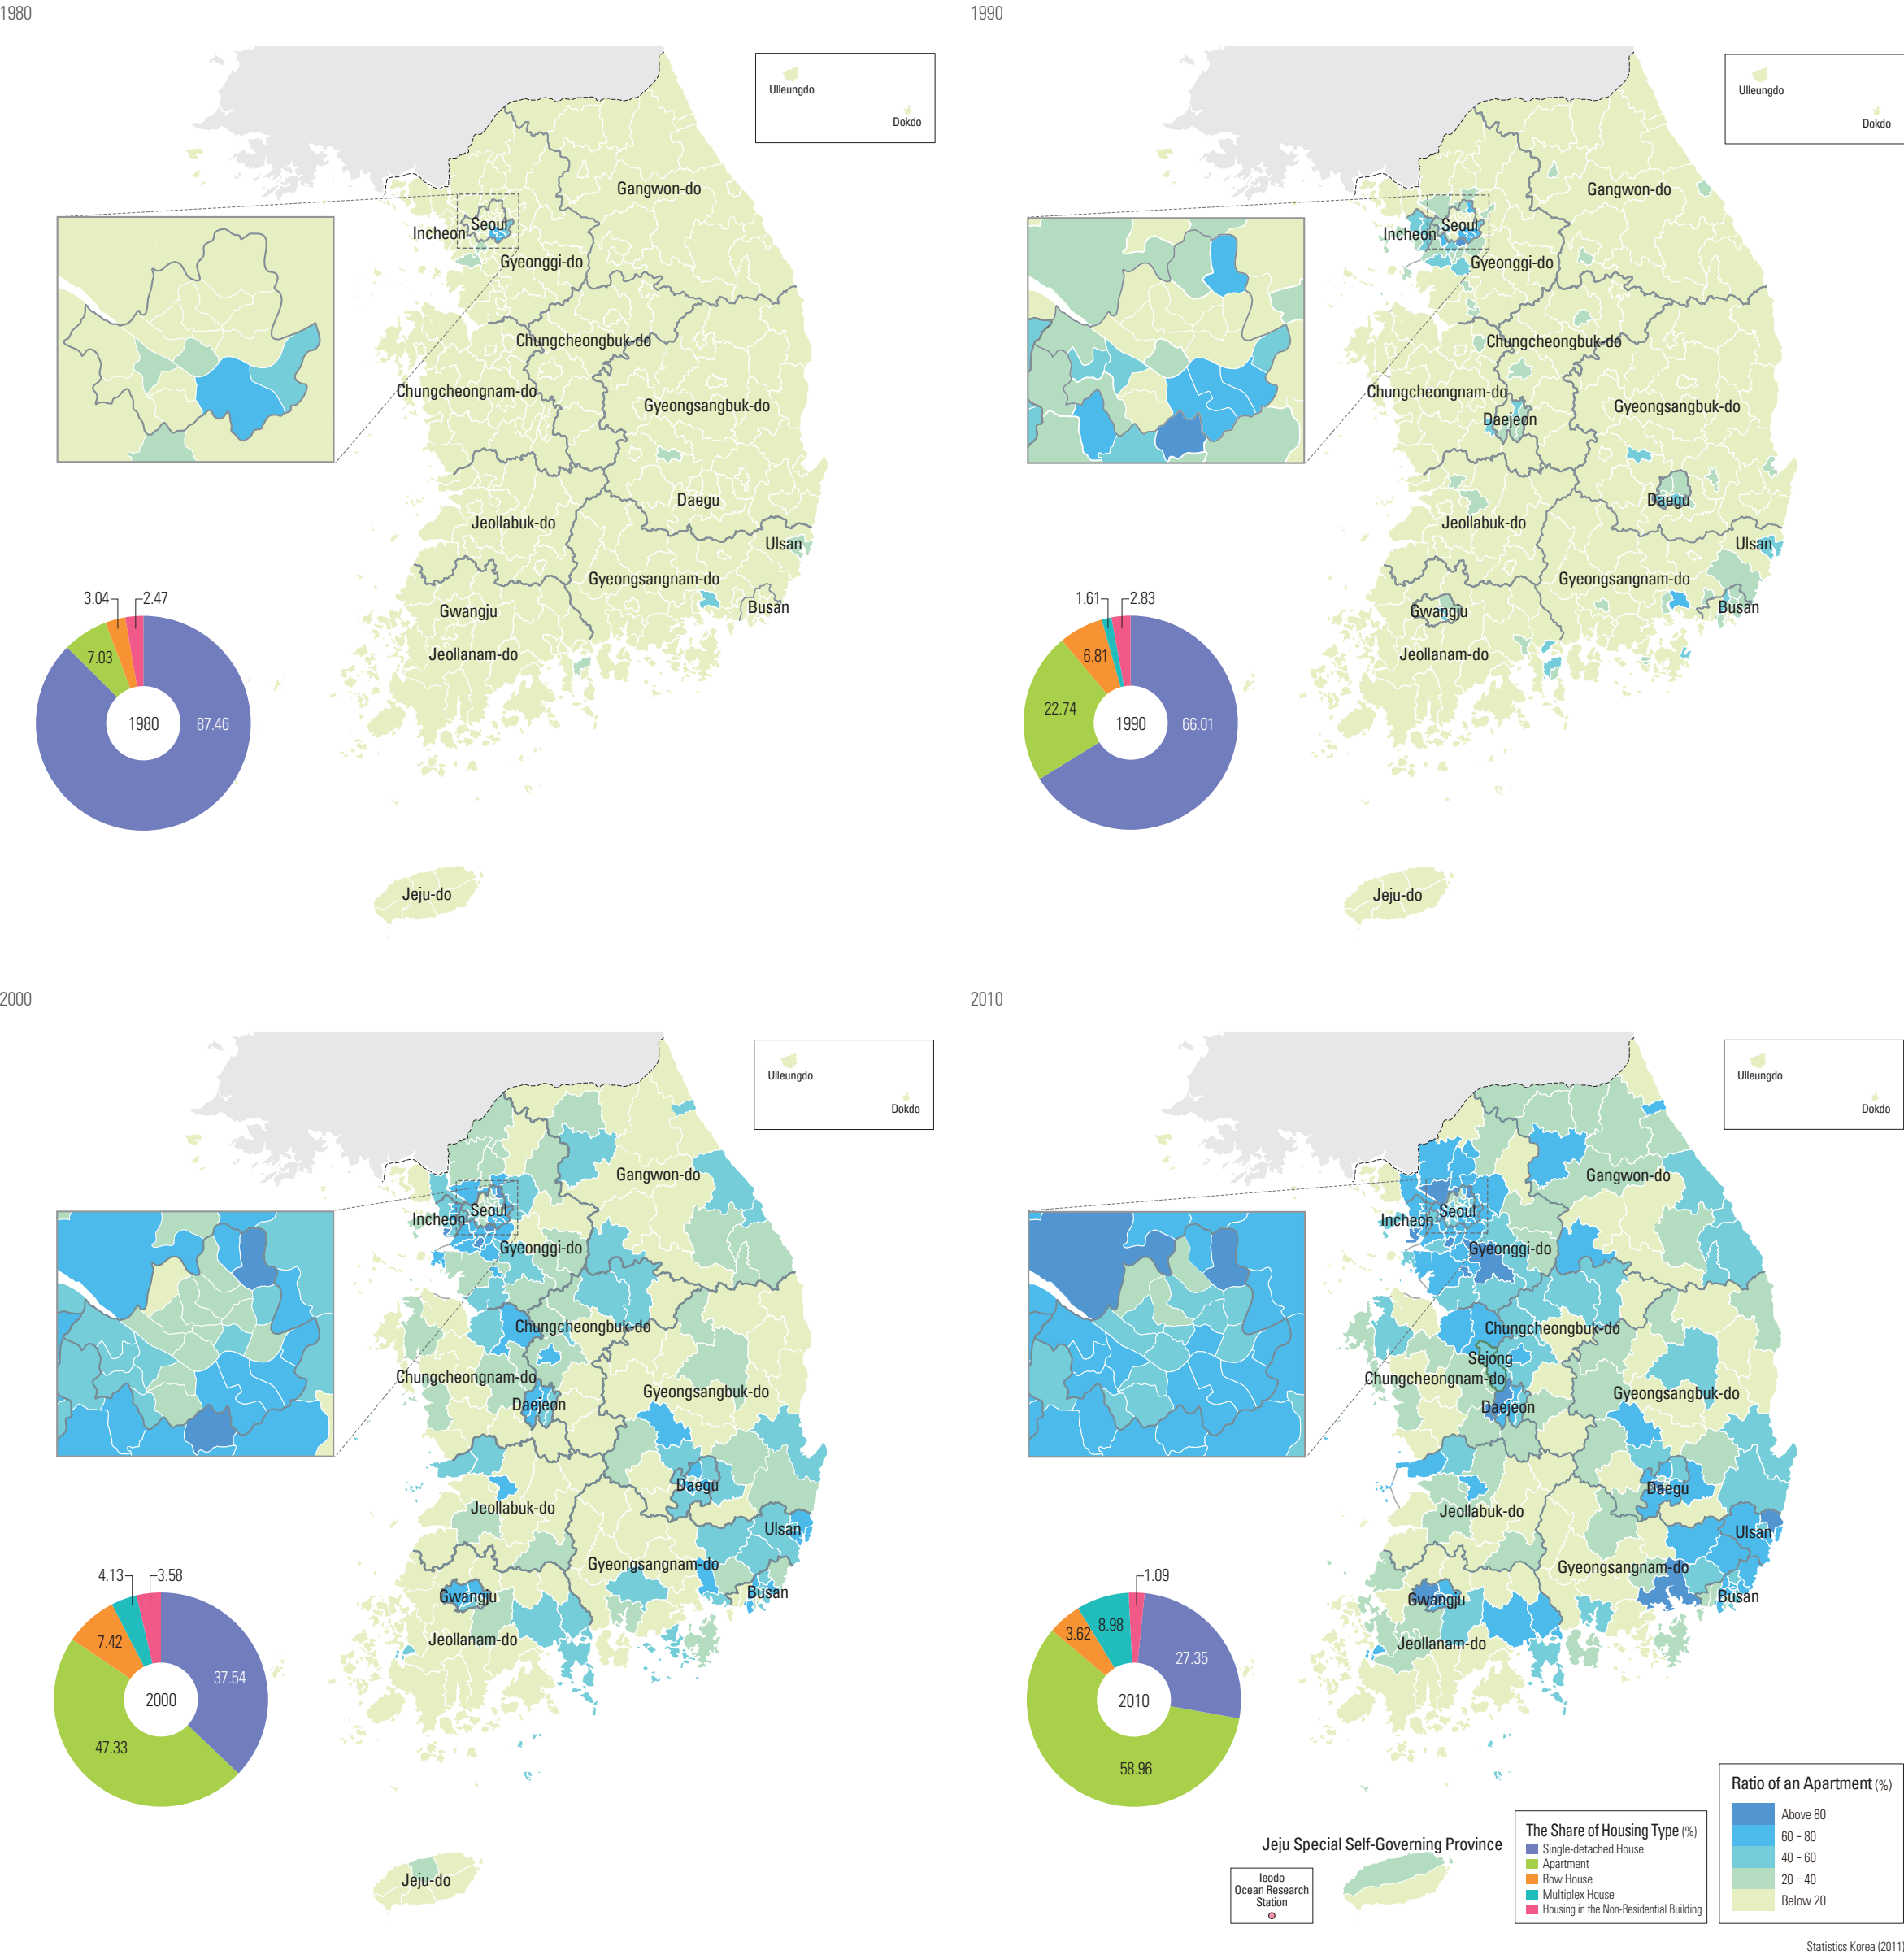 1980
Ulleungdo
Dokdo
Gangwon-do
Seoul
Incheon
Gyeonggi-do
Chungcheongbuk-do
Chungcheongnam-do
Gyeongsangbuk-do
Daegu
Jeollabuk-do
Ulsan
Gyeongsangnam-do
Busan
Gwangju
Jeollanam-do
3.04
2.47
7.03
1980
87.46
Jeju-do
1990
Ulleungdo
Dokdo
Gangwon-do
Seoul
Incheon
Gyeonggi-do
Chungcheongbuk-do
Chungcheongnam-do
Gyeongsangbuk-do
Daejeon
Daegu
Jeollabuk-do
Ulsan
Gyeongsangnam-do
Busan
Gwangju
Jeollanam-do
1.61
2.83
6.81
22.74
1990
66.01
Jeju-do
2000
Ulleungdo
Dokdo
Gangwon-do
Seoul
Incheon
Gyeonggi-do
Chungcheongbuk-do
Chungcheongnam-do
Gyeongsangbuk-do
Daejeon
Daegu
Jeollabuk-do
Ulsan
Gyeongsangnam-do
Busan
Gwangju
Jeollanam-do
4.13
3.58
7.42
37.54
2000
47.33
Jeju-do
2010
Ulleungdo
Dokdo
Gangwon-do
Seoul
Incheon
Gyeonggi-do
Chungcheongbuk-do
Sejong
Chungcheongnam-do
Gyeongsangbuk-do
Daejeon
Daegu
Jeollabuk-do
Ulsan
Gyeongsangnam-do
Busan
Gwangju
Jeollanam-do
1.09
3.62
8.98
27.35
2010
58.96
Jeju Special Self-Governing Province
Ieodo
Ocean Research
Station
The Share of Housing Type (%)
Single-detached House
Apartment
Row House
Multiplex House
Housing in the Non-Residential Building
Ratio of an Apartment (%)
Above 80
60 – 80
40 – 60
20 – 40
Below 20
Statistics Korea (2011)